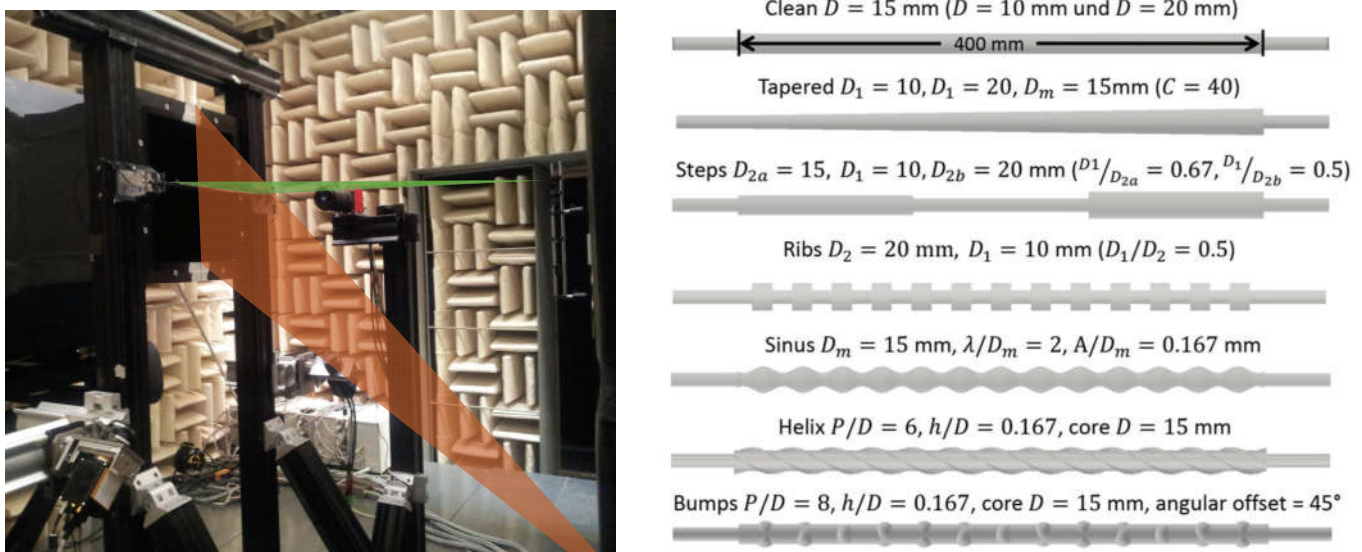 Clean D = 15 mm (D = 10 mm und D = 20 mm)
400 mm
Tapered D₁ = 10, D₁ = 20, Dₘ = 15mm (C = 40)
Steps D₂ₐ = 15, D₁ = 10, D₂b = 20 mm (D1/D₂ₐ = 0.67, D₁/D₂b = 0.5)
Ribs D₂ = 20 mm, D₁ = 10 mm (D₁/D₂ = 0.5)
Sinus Dₘ = 15 mm, λ/Dₘ = 2, A/Dₘ = 0.167 mm
Helix P/D = 6, h/D = 0.167, core D = 15 mm
Bumps P/D = 8, h/D = 0.167, core D = 15 mm, angular offset = 45°